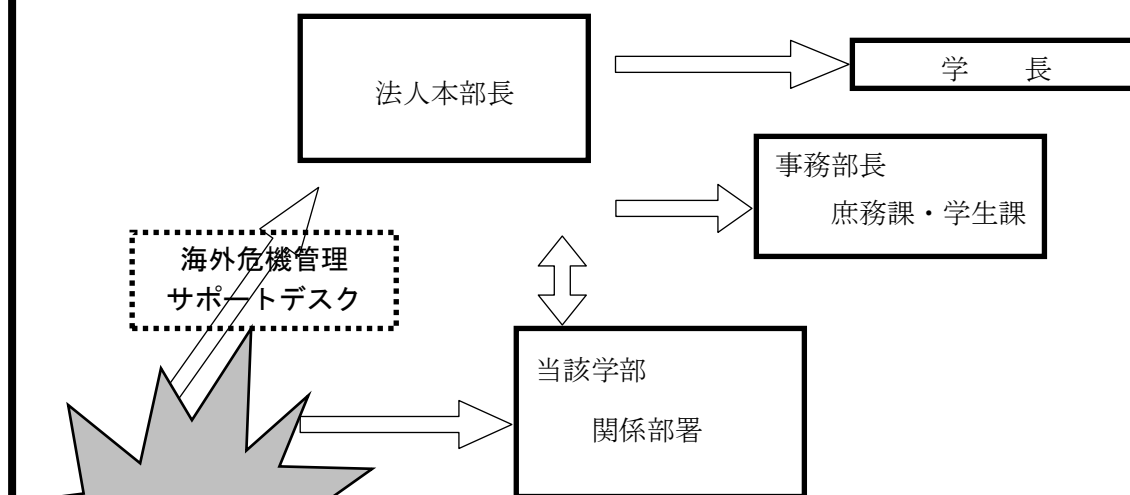 法人本部長
学　　長
事務部長
庶務課・学生課
海外危機管理
サポートデスク
当該学部
関係部署